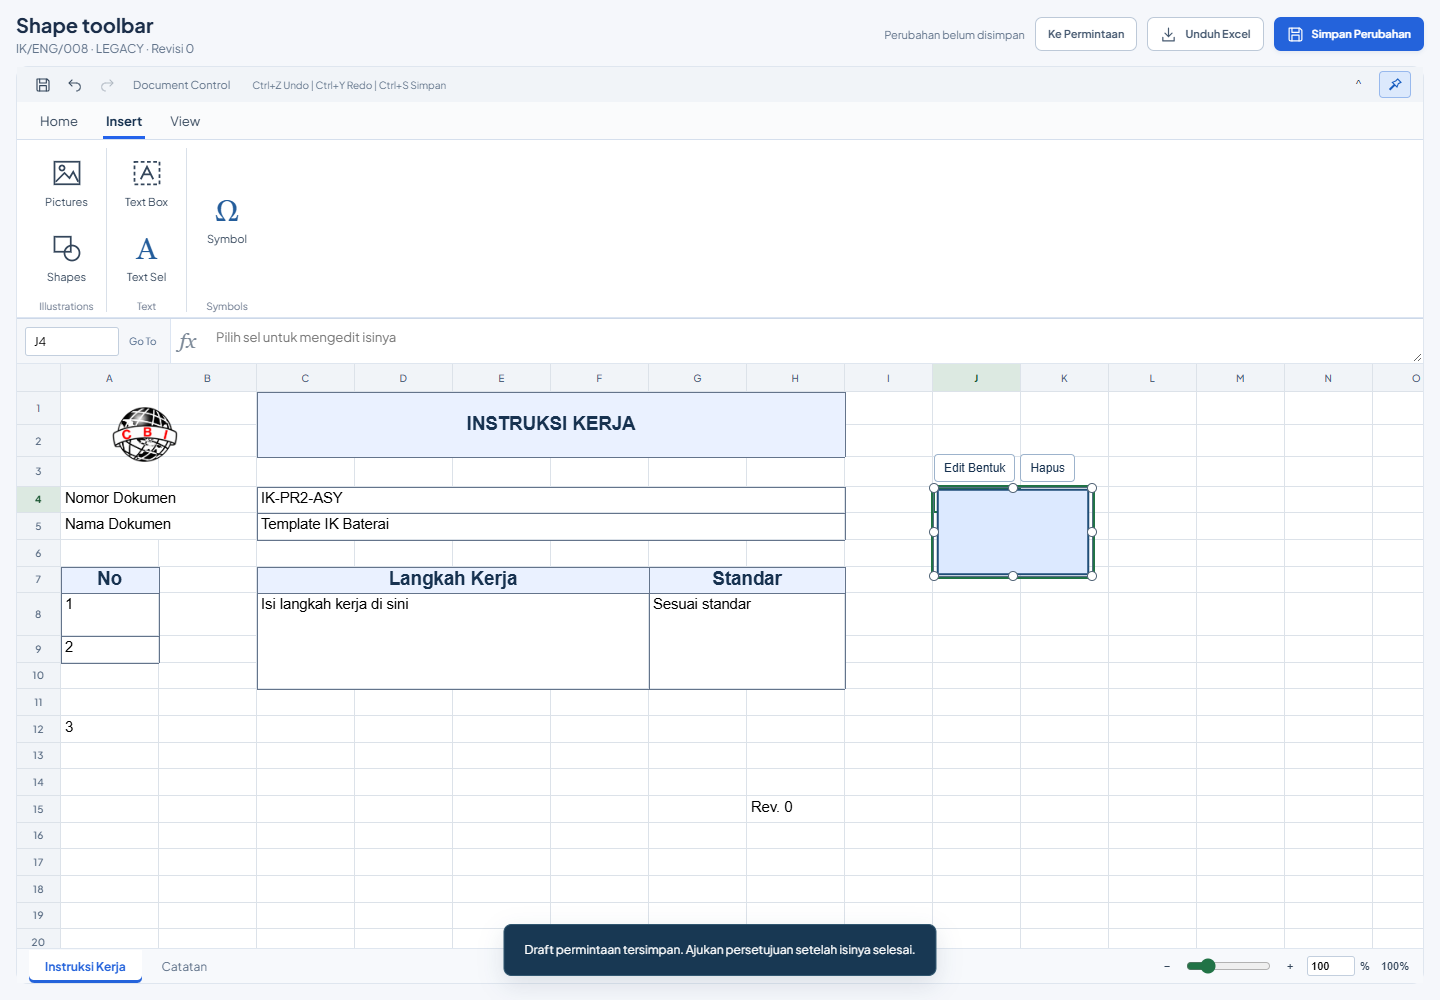 Shape toolbar
IK/ENG/008 · LEGACY · Revisi 0
Perubahan belum disimpan
Ke Permintaan
Unduh Excel
Simpan Perubahan
Document Control
Ctrl+Z Undo | Ctrl+Y Redo | Ctrl+S Simpan
^
Home
Insert
View
Pictures
Text Box
Ω
Symbol
Shapes
A
Text Sel
Illustrations
Text
Symbols
J4
Go To
fx
Pilih sel untuk mengedit isinya
A B C D E F G H I J K L M N O
1
C B I
INSTRUKSI KERJA
2
3
Edit Bentuk
Hapus
4 Nomor Dokumen IK-PR2-ASY
5 Nama Dokumen Template IK Baterai
6
7 No Langkah Kerja Standar
8 1 Isi langkah kerja di sini Sesuai standar
9 2
10
11
12 3
13
14
15 Rev. 0
16
17
18
19
20
Draft permintaan tersimpan. Ajukan persetujuan setelah isinya selesai.
Instruksi Kerja
Catatan
−
+
100
%
100%